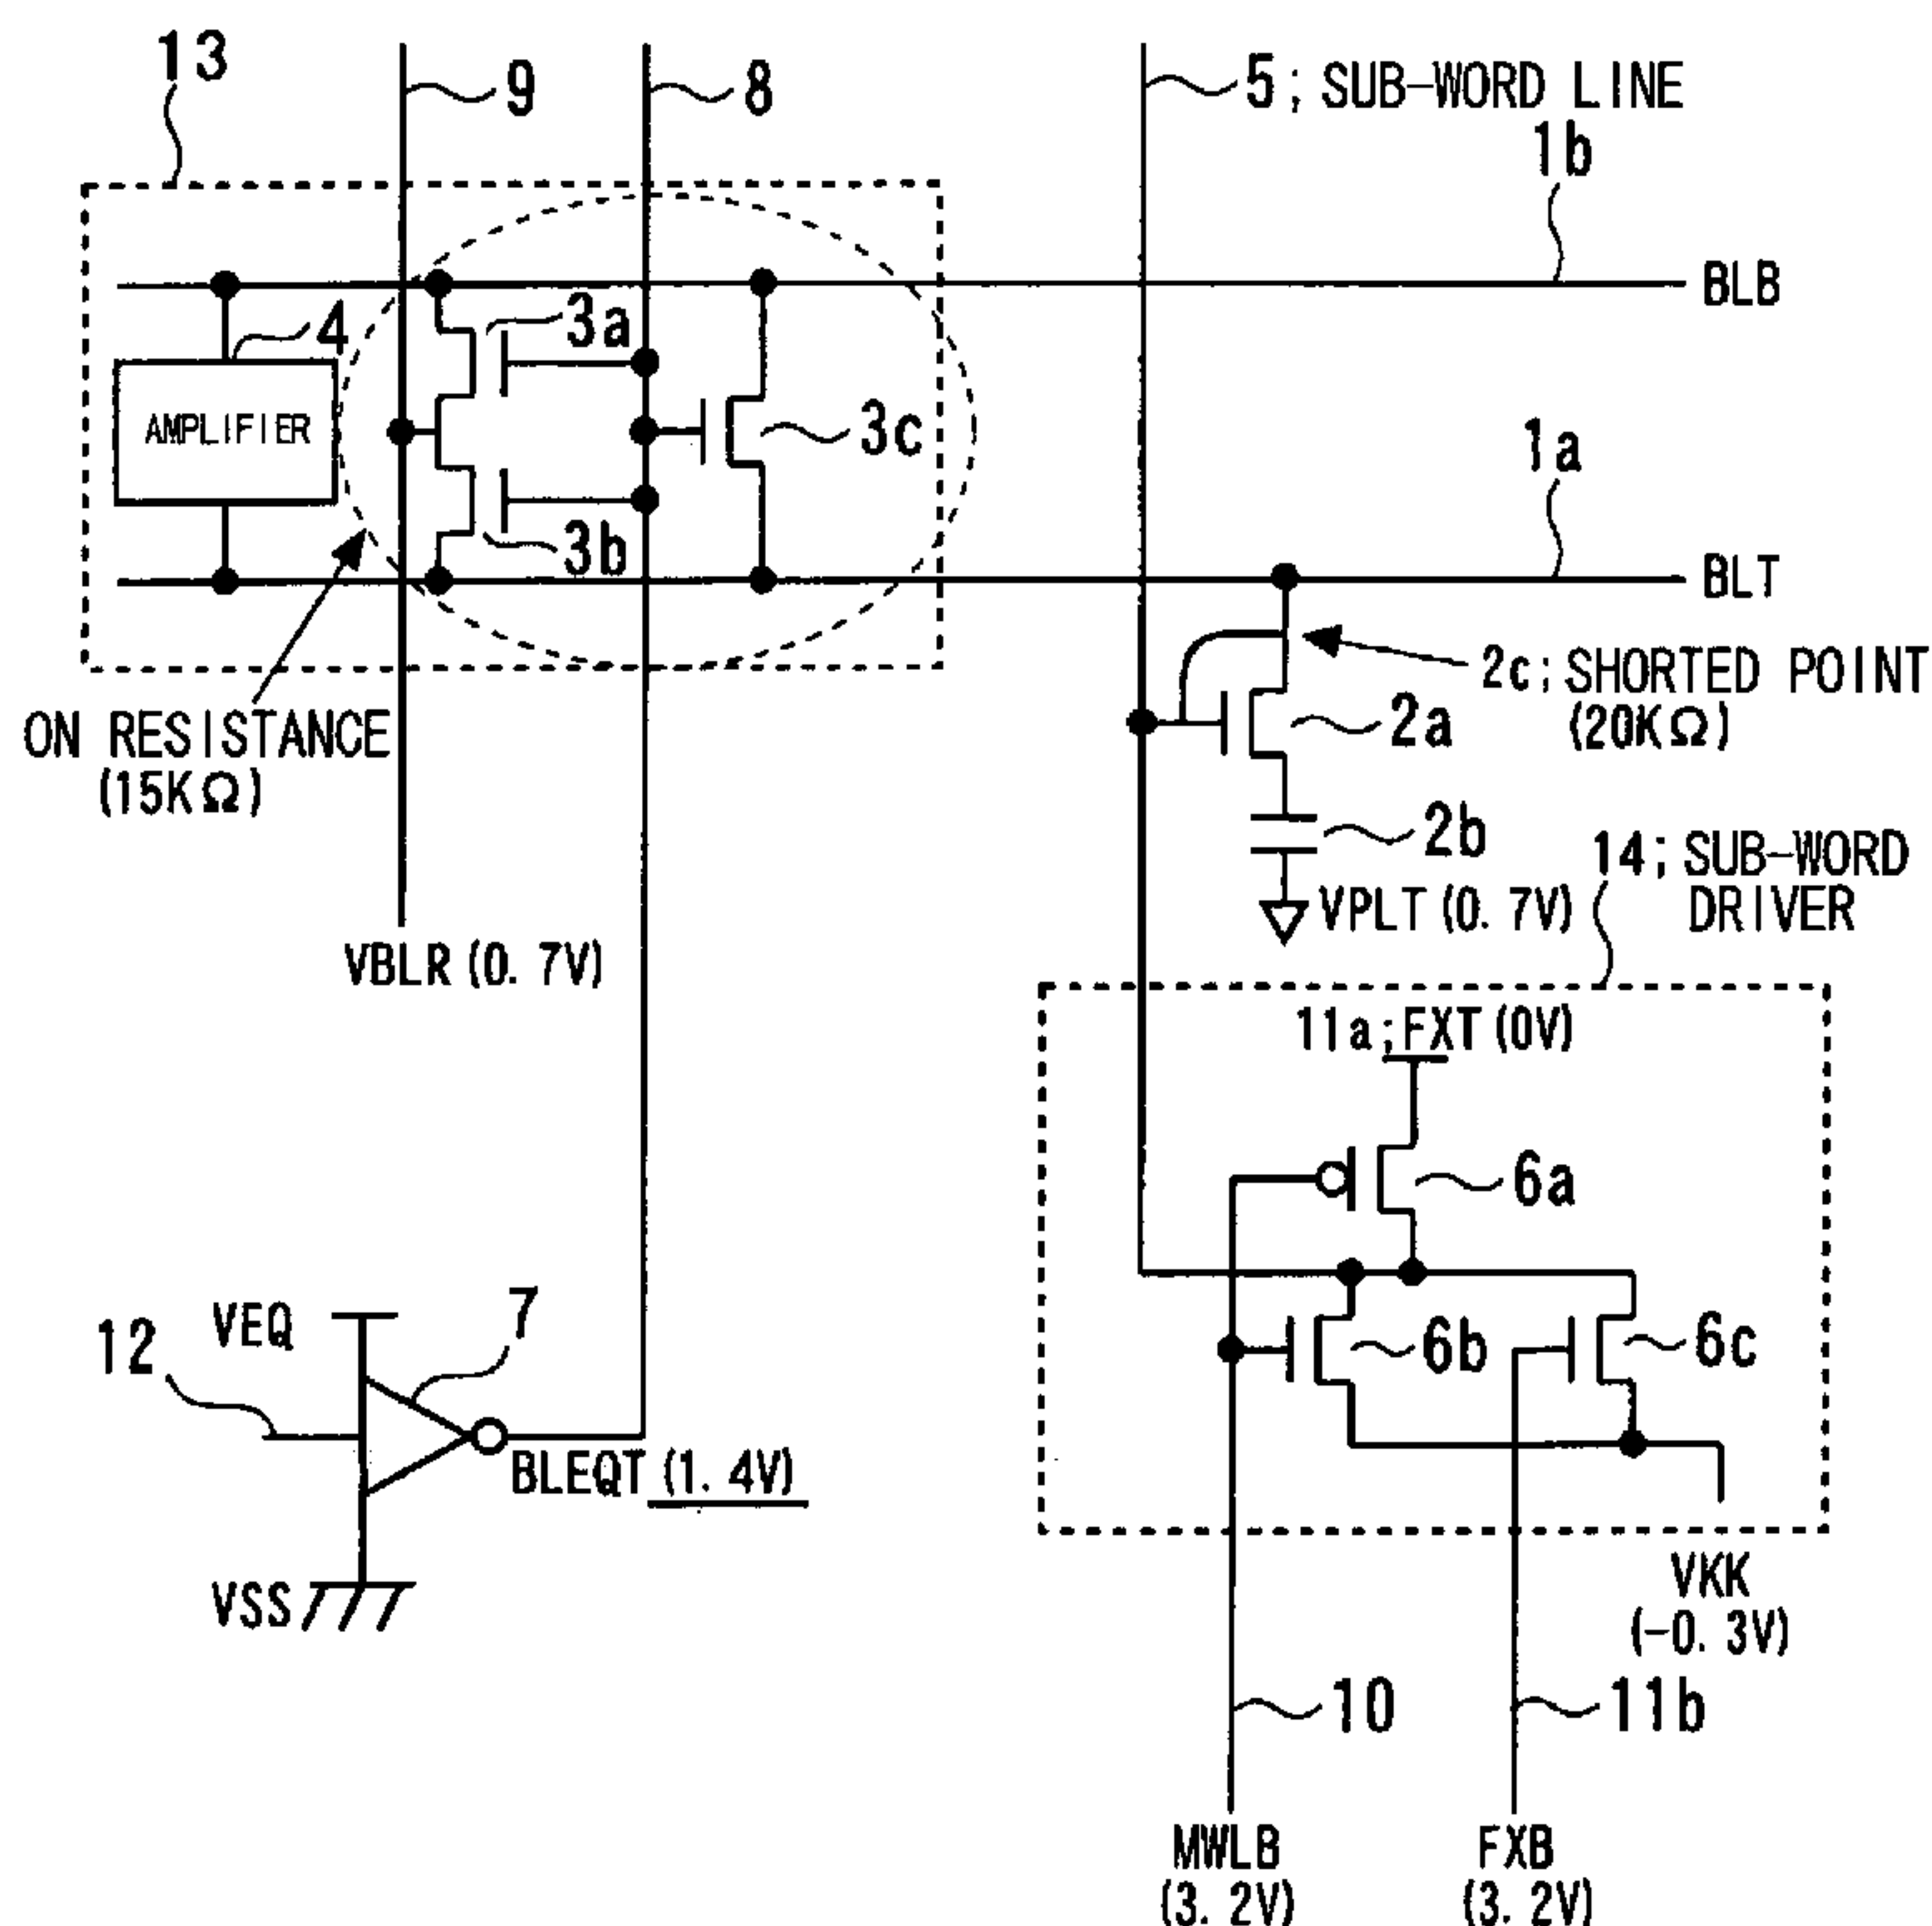 13
9
8
5; SUB-WORD LINE
1b
BLB
4
3a
AMPLIFIER
3c
1a
3b
BLT
2c; SHORTED POINT
(20KΩ)
ON RESISTANCE
(15KΩ)
2a
2b
14; SUB-WORD
DRIVER
VPLT (0. 7V)
VBLR (0. 7V)
11a; FXT (0V)
6a
12
VEQ
7
6b
6c
BLEQT (1. 4V)
VSS
VKK
(-0. 3V)
10
11b
MWLB
(3. 2V)
FXB
(3. 2V)